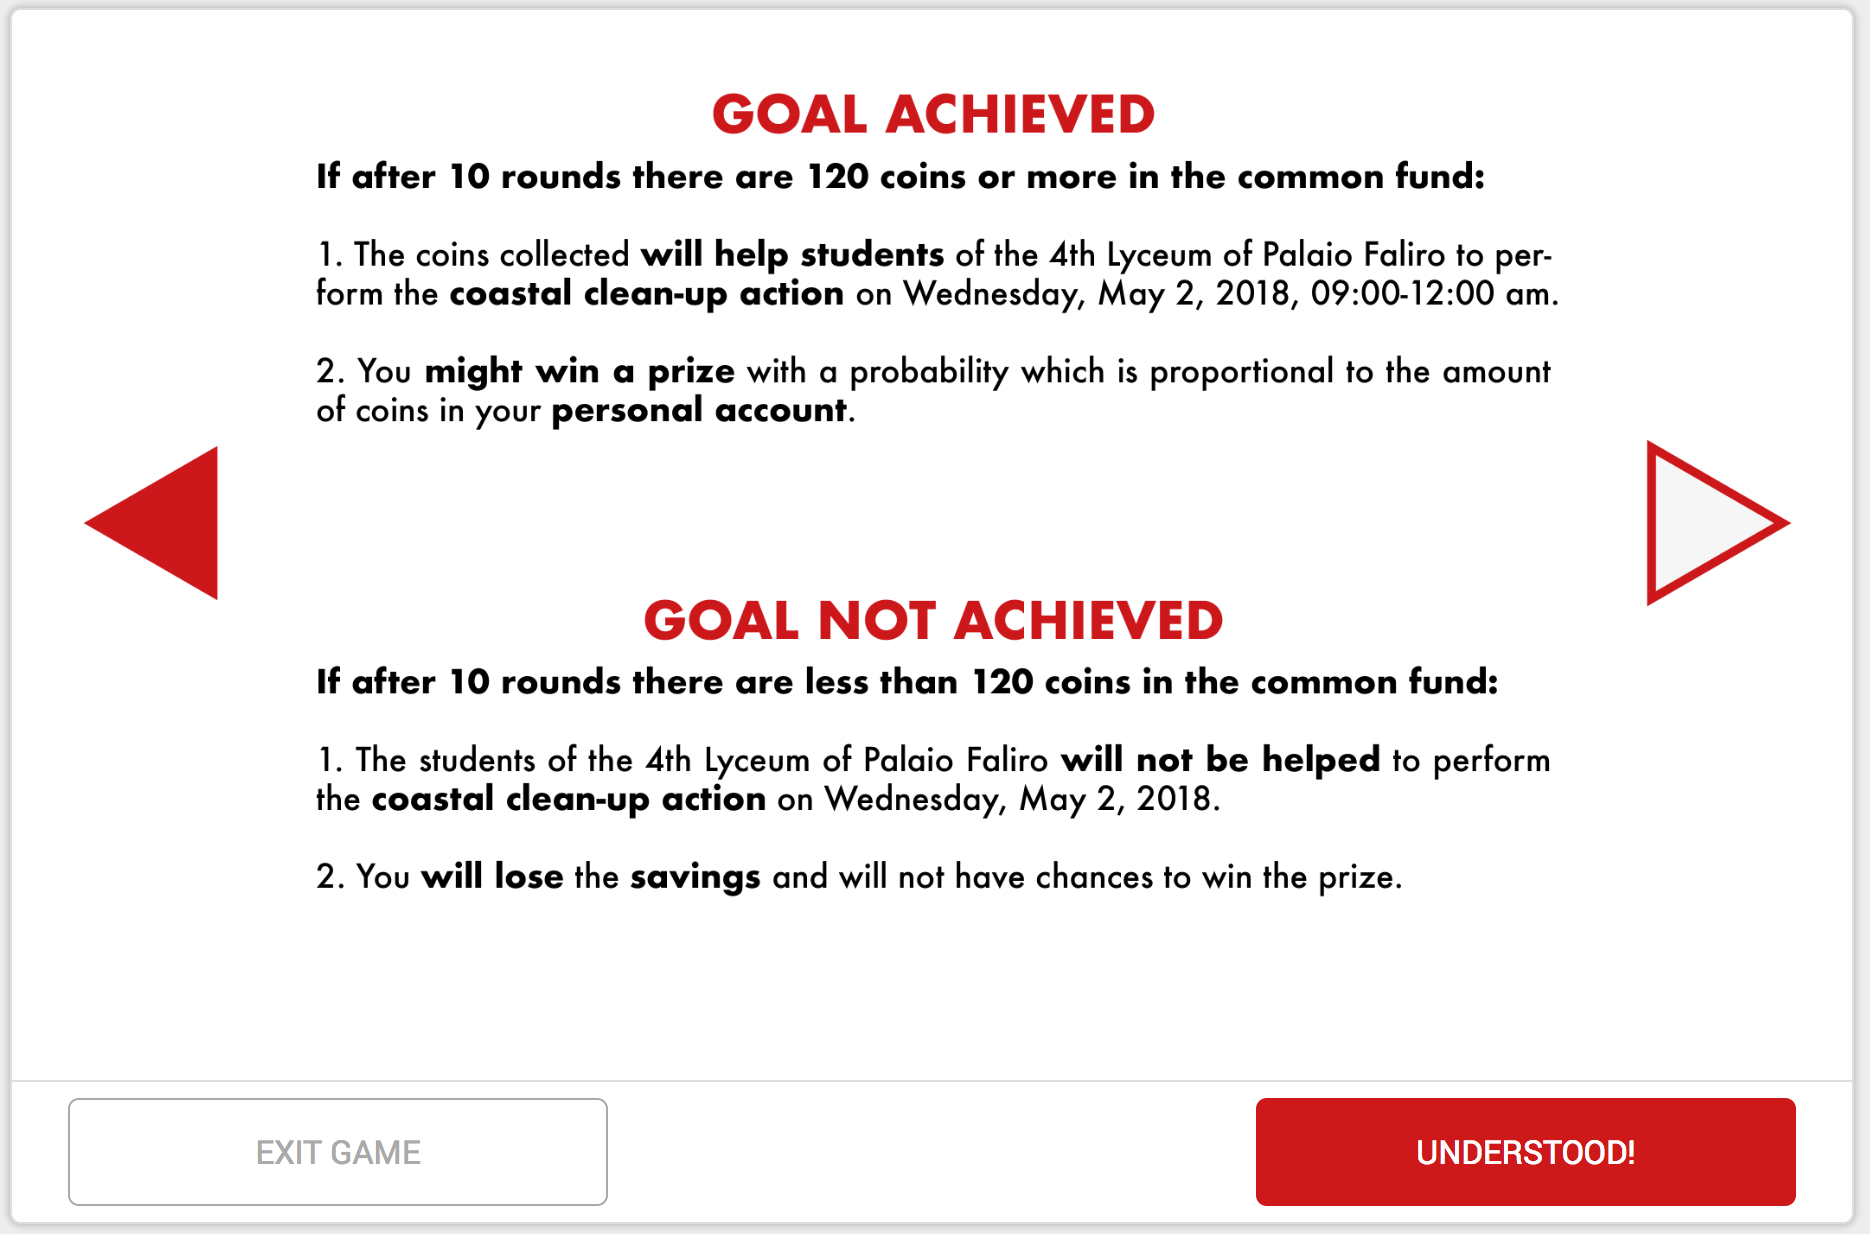 GOAL ACHIEVED
If after 10 rounds there are 120 coins or more in the common fund:
1. The coins collected will help students of the 4th Lyceum of Palaio Faliro to per-
form the coastal clean-up action on Wednesday, May 2, 2018, 09:00-12:00 am.
2. You might win a prize with a probability which is proportional to the amount
of coins in your personal account.
GOAL NOT ACHIEVED
If after 10 rounds there are less than 120 coins in the common fund:
1. The students of the 4th Lyceum of Palaio Faliro will not be helped to perform
the coastal clean-up action on Wednesday, May 2, 2018.
2. You will lose the savings and will not have chances to win the prize.
EXIT GAME
UNDERSTOOD!